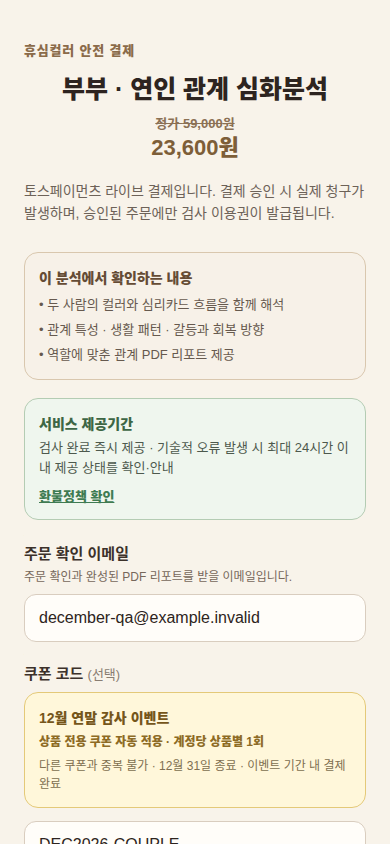 휴심컬러 안전 결제
부부 · 연인 관계 심화분석
정가 59,000원
23,600원
토스페이먼츠 라이브 결제입니다. 결제 승인 시 실제 청구가
발생하며, 승인된 주문에만 검사 이용권이 발급됩니다.
이 분석에서 확인하는 내용
• 두 사람의 컬러와 심리카드 흐름을 함께 해석
• 관계 특성 · 생활 패턴 · 갈등과 회복 방향
• 역할에 맞춘 관계 PDF 리포트 제공
서비스 제공기간
검사 완료 즉시 제공 · 기술적 오류 발생 시 최대 24시간 이
내 제공 상태를 확인·안내
환불정책 확인
주문 확인 이메일
주문 확인과 완성된 PDF 리포트를 받을 이메일입니다.
december-qa@example.invalid
쿠폰 코드 (선택)
12월 연말 감사 이벤트
상품 전용 쿠폰 자동 적용 · 계정당 상품별 1회
다른 쿠폰과 중복 불가 · 12월 31일 종료 · 이벤트 기간 내 결제
완료
DEC2026-COUPLE